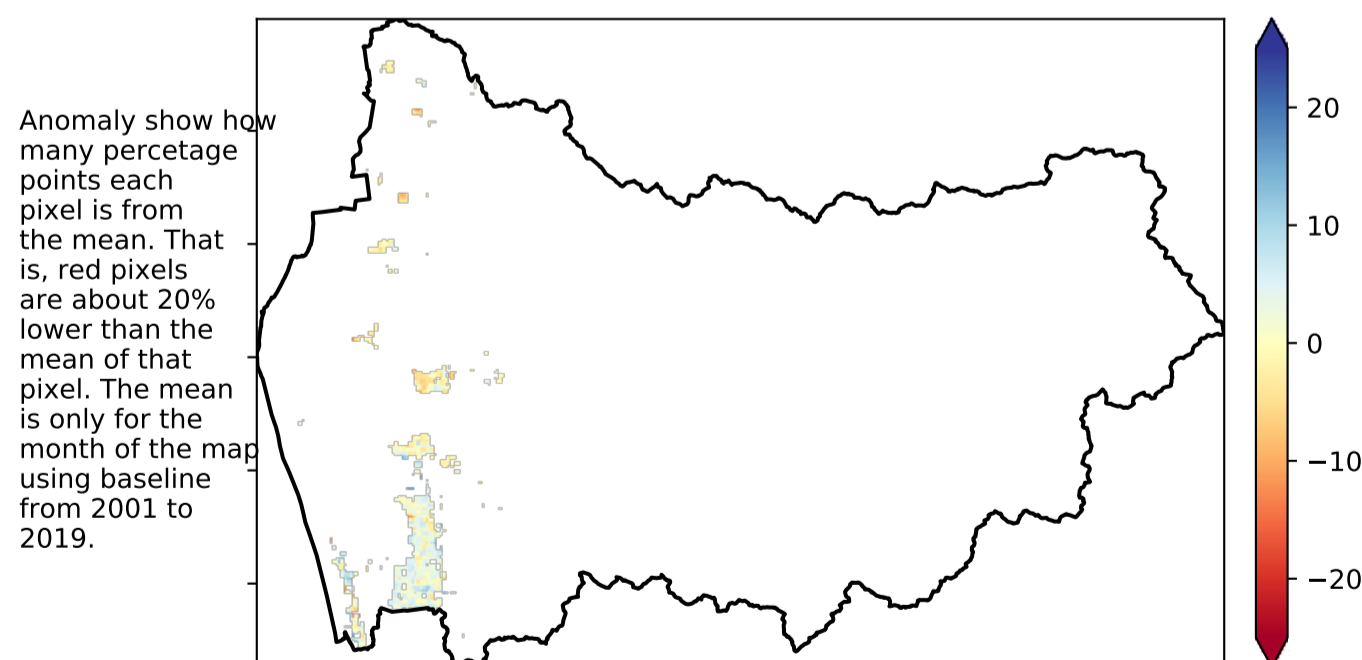 Anomaly show how
many percetage
points each
pixel is from
the mean. That
is, red pixels
are about 20%
lower than the
mean of that
pixel. The mean
is only for the
month of the map
using baseline
from 2001 to
2019.
20
10
0
−10
−20